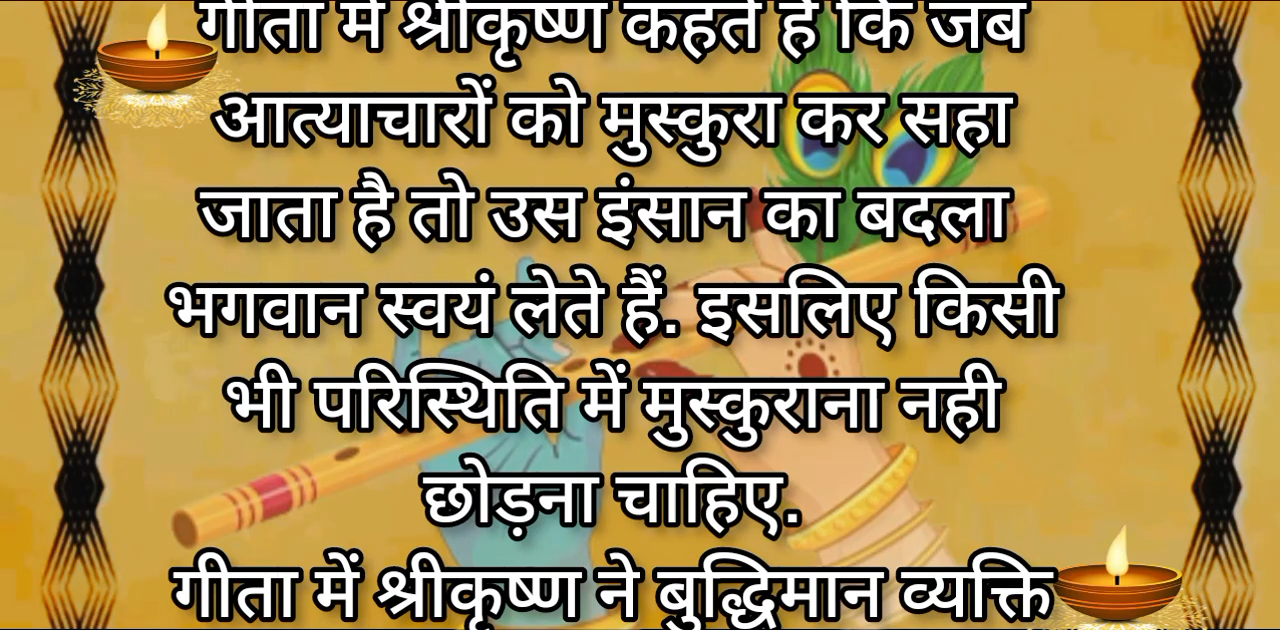 गीता में श्रीकृष्ण कहते हैं कि जब
आत्याचारों को मुस्कुरा कर सहा
जाता है तो उस इंसान का बदला
भगवान स्वयं लेते हैं. इसलिए किसी
भी परिस्थिति में मुस्कुराना नही
छोड़ना चाहिए.
गीता में श्रीकृष्ण ने बुद्धिमान व्यक्ति